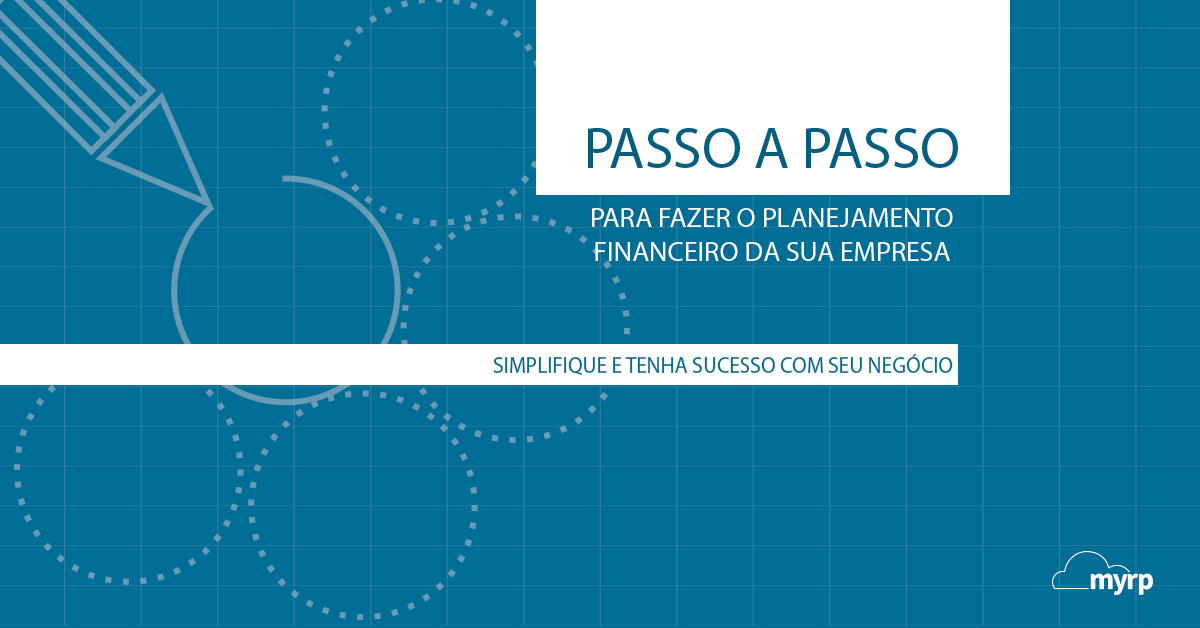 PASSO A PASSO
PARA FAZER O PLANEJAMENTO
FINANCEIRO DA SUA EMPRESA
SIMPLIFIQUE E TENHA SUCESSO COM SEU NEGÓCIO
myrp